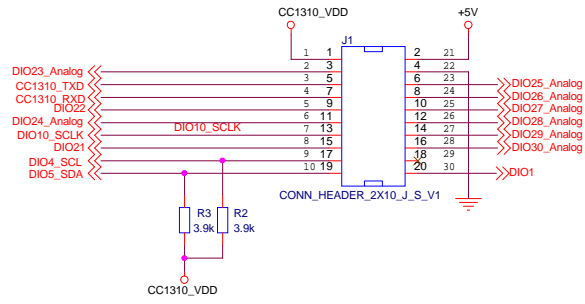 CC1310_VDD +5V
J1
1 1 2 21
DIO23_Analog 2 3 4 22
CC1310_TXD 3 5 6 23 DIO25_Analog
CC1310_RXD 4 7 8 24 DIO26_Analog
DIO22 5 9 10 25 DIO27_Analog
DIO24_Analog 6 11 12 26 DIO28_Analog
DIO10_SCLK DIO10_SCLK 7 13 14 27 DIO29_Analog
DIO21 8 15 16 28 DIO30_Analog
DIO4_SCL 9 17 18 29
DIO5_SDA 10 19 20 30 DIO1
CONN_HEADER_2X10_J_S_V1
R3 R2
3.9k 3.9k
CC1310_VDD